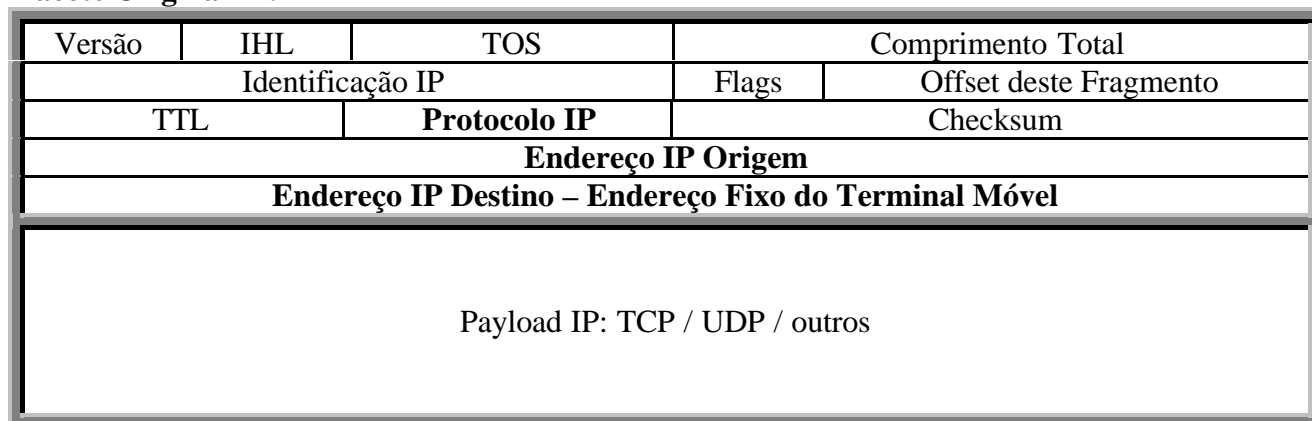 Versão IHL TOS Comprimento Total
Identificação IP Flags Offset deste Fragmento
TTL Protocolo IP Checksum
Endereço IP Origem
Endereço IP Destino – Endereço Fixo do Terminal Móvel
Payload IP: TCP / UDP / outros